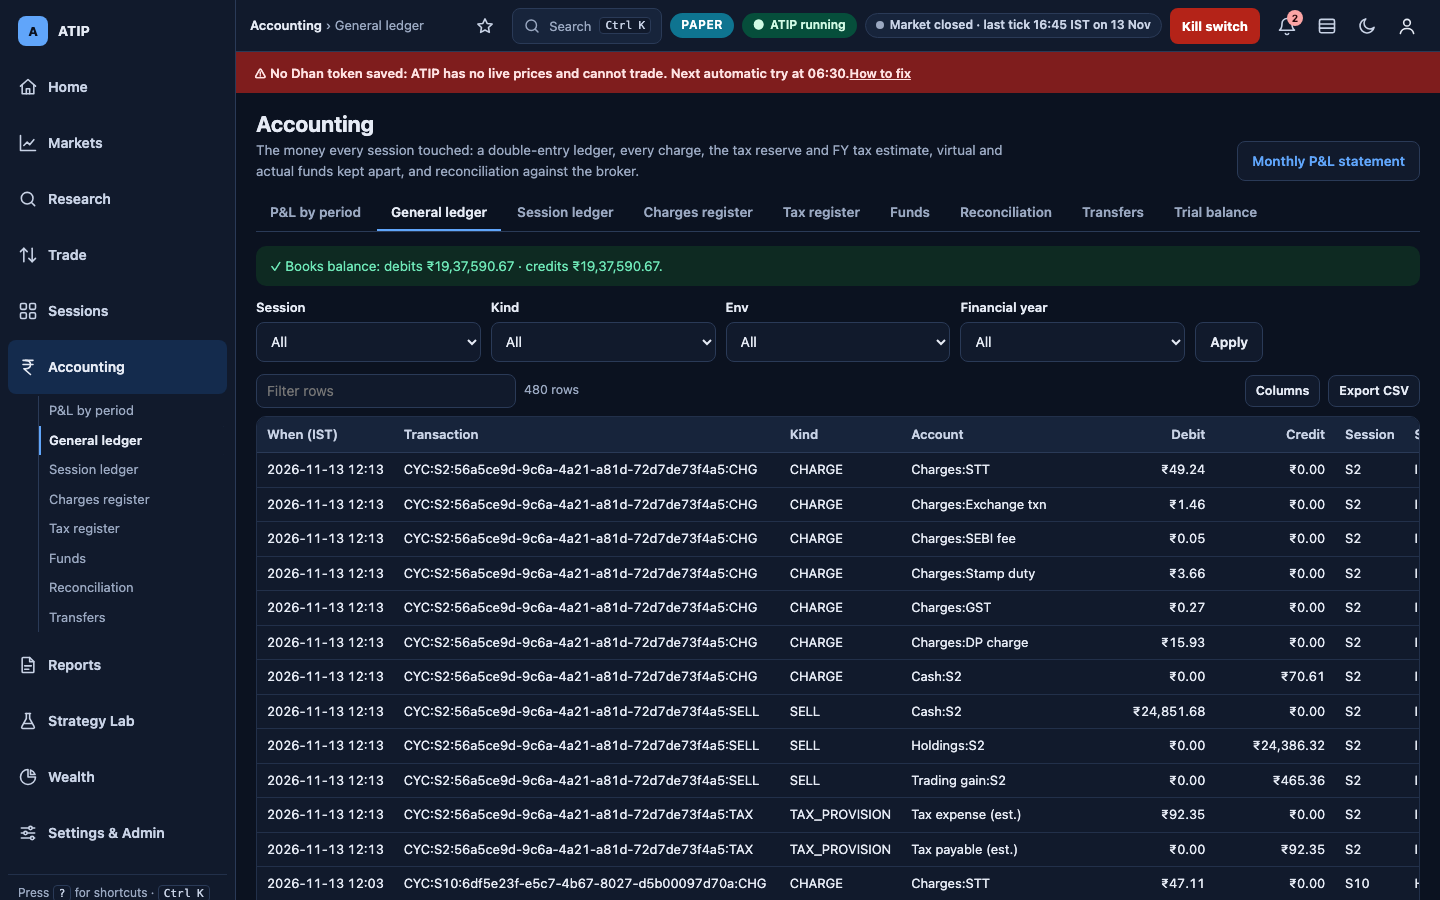 A ATIP
Accounting › General ledger
Search Ctrl K
PAPER
ATIP running
Market closed · last tick 16:45 IST on 13 Nov
Kill switch
2
⚠ No Dhan token saved: ATIP has no live prices and cannot trade. Next automatic try at 06:30.How to fix
Home
Markets
Research
Trade
Sessions
Accounting
P&L by period
General ledger
Session ledger
Charges register
Tax register
Funds
Reconciliation
Transfers
Reports
Strategy Lab
Wealth
Settings & Admin
Press ? for shortcuts · Ctrl K
Accounting
The money every session touched: a double-entry ledger, every charge, the tax reserve and FY tax estimate, virtual and
actual funds kept apart, and reconciliation against the broker.
Monthly P&L statement
P&L by period General ledger Session ledger Charges register Tax register Funds Reconciliation Transfers Trial balance
✓ Books balance: debits ₹19,37,590.67 · credits ₹19,37,590.67.
Session Kind Env Financial year
All All All All Apply
Filter rows 480 rows Columns Export CSV
When (IST) Transaction Kind Account Debit Credit Session
2026-11-13 12:13 CYC:S2:56a5ce9d-9c6a-4a21-a81d-72d7de73f4a5:CHG CHARGE Charges:STT ₹49.24 ₹0.00 S2
2026-11-13 12:13 CYC:S2:56a5ce9d-9c6a-4a21-a81d-72d7de73f4a5:CHG CHARGE Charges:Exchange txn ₹1.46 ₹0.00 S2
2026-11-13 12:13 CYC:S2:56a5ce9d-9c6a-4a21-a81d-72d7de73f4a5:CHG CHARGE Charges:SEBI fee ₹0.05 ₹0.00 S2
2026-11-13 12:13 CYC:S2:56a5ce9d-9c6a-4a21-a81d-72d7de73f4a5:CHG CHARGE Charges:Stamp duty ₹3.66 ₹0.00 S2
2026-11-13 12:13 CYC:S2:56a5ce9d-9c6a-4a21-a81d-72d7de73f4a5:CHG CHARGE Charges:GST ₹0.27 ₹0.00 S2
2026-11-13 12:13 CYC:S2:56a5ce9d-9c6a-4a21-a81d-72d7de73f4a5:CHG CHARGE Charges:DP charge ₹15.93 ₹0.00 S2
2026-11-13 12:13 CYC:S2:56a5ce9d-9c6a-4a21-a81d-72d7de73f4a5:CHG CHARGE Cash:S2 ₹0.00 ₹70.61 S2
2026-11-13 12:13 CYC:S2:56a5ce9d-9c6a-4a21-a81d-72d7de73f4a5:SELL SELL Cash:S2 ₹24,851.68 ₹0.00 S2
2026-11-13 12:13 CYC:S2:56a5ce9d-9c6a-4a21-a81d-72d7de73f4a5:SELL SELL Holdings:S2 ₹0.00 ₹24,386.32 S2
2026-11-13 12:13 CYC:S2:56a5ce9d-9c6a-4a21-a81d-72d7de73f4a5:SELL SELL Trading gain:S2 ₹0.00 ₹465.36 S2
2026-11-13 12:13 CYC:S2:56a5ce9d-9c6a-4a21-a81d-72d7de73f4a5:TAX TAX_PROVISION Tax expense (est.) ₹92.35 ₹0.00 S2
2026-11-13 12:13 CYC:S2:56a5ce9d-9c6a-4a21-a81d-72d7de73f4a5:TAX TAX_PROVISION Tax payable (est.) ₹0.00 ₹92.35 S2
2026-11-13 12:03 CYC:S10:6df5e23f-e5c7-4b67-8027-d5b00097d70a:CHG CHARGE Charges:STT ₹47.11 ₹0.00 S10